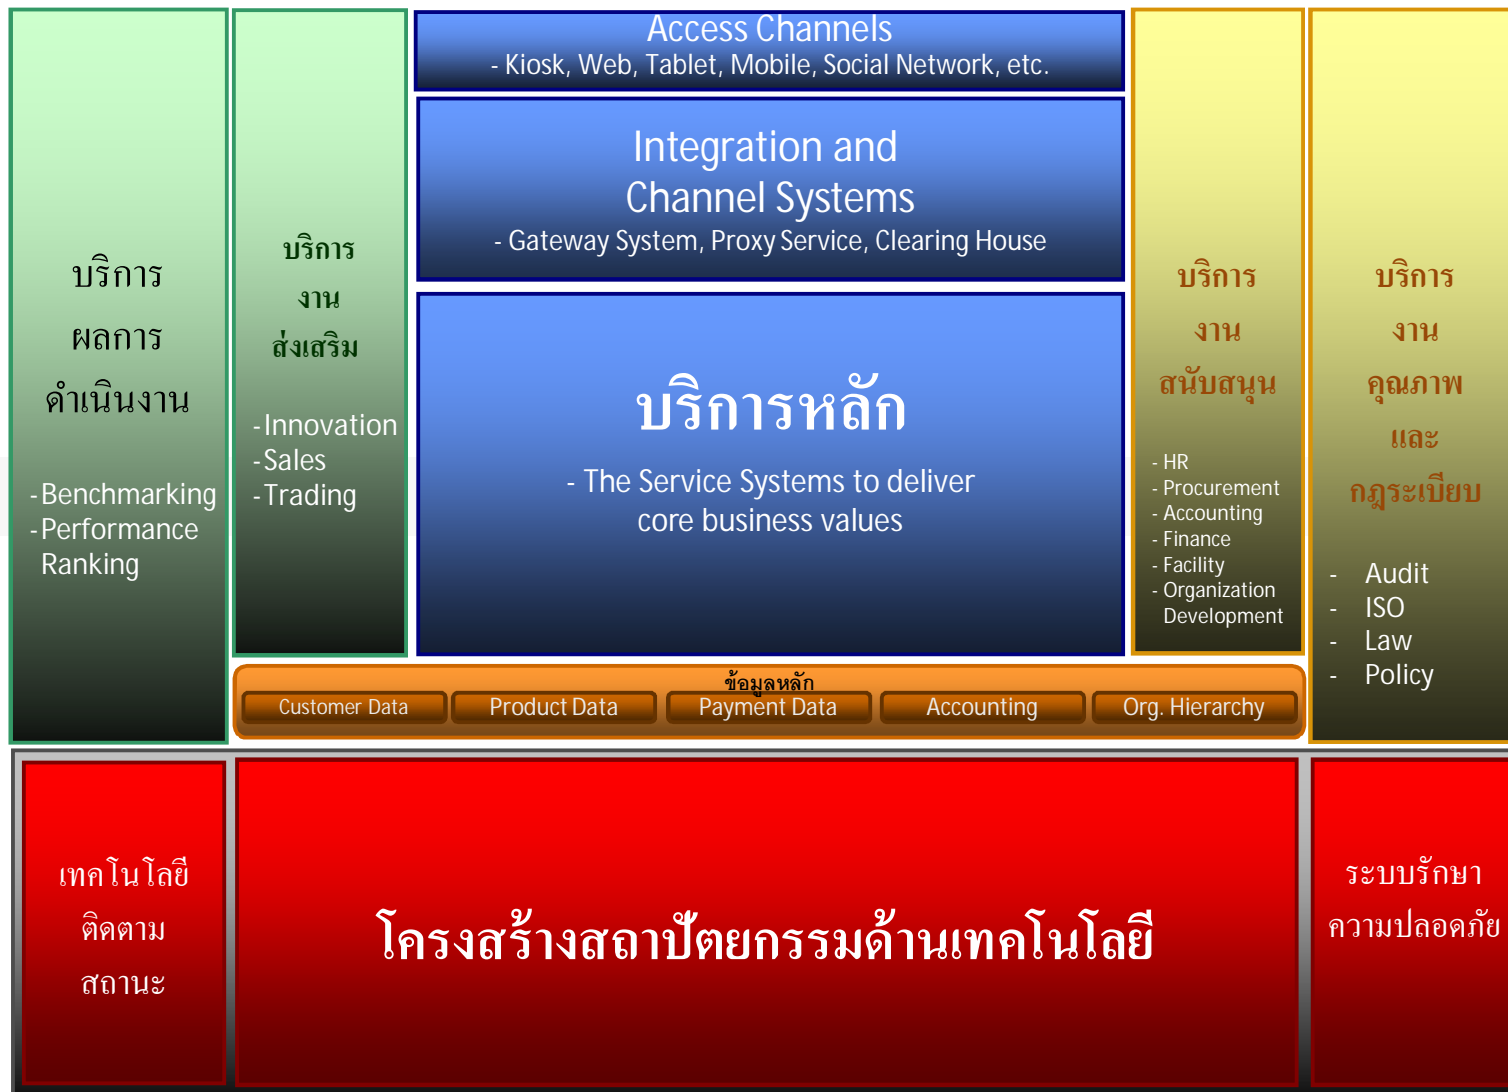 บริการ
ผลการ
ดำเนินงาน
-Benchmarking
-Performance
Ranking
บริการ
งาน
ส่งเสริม
-Innovation
-Sales
-Trading
Access Channels
- Kiosk, Web, Tablet, Mobile, Social Network, etc.
Integration and
Channel Systems
- Gateway System, Proxy Service, Clearing House
บริการหลัก
- The Service Systems to deliver
core business values
บริการ
งาน
สนับสนุน
- HR
- Procurement
- Accounting
- Finance
- Facility
- Organization
Development
บริการ
งาน
คุณภาพ
และ
กฎระเบียบ
- Audit
- ISO
- Law
- Policy
ข้อมูลหลัก
Customer Data
Product Data
Payment Data
Accounting
Org. Hierarchy
เทคโนโลยี
ติดตาม
สถานะ
โครงสร้างสถาปัตยกรรมด้านเทคโนโลยี
ระบบรักษา
ความปลอดภัย